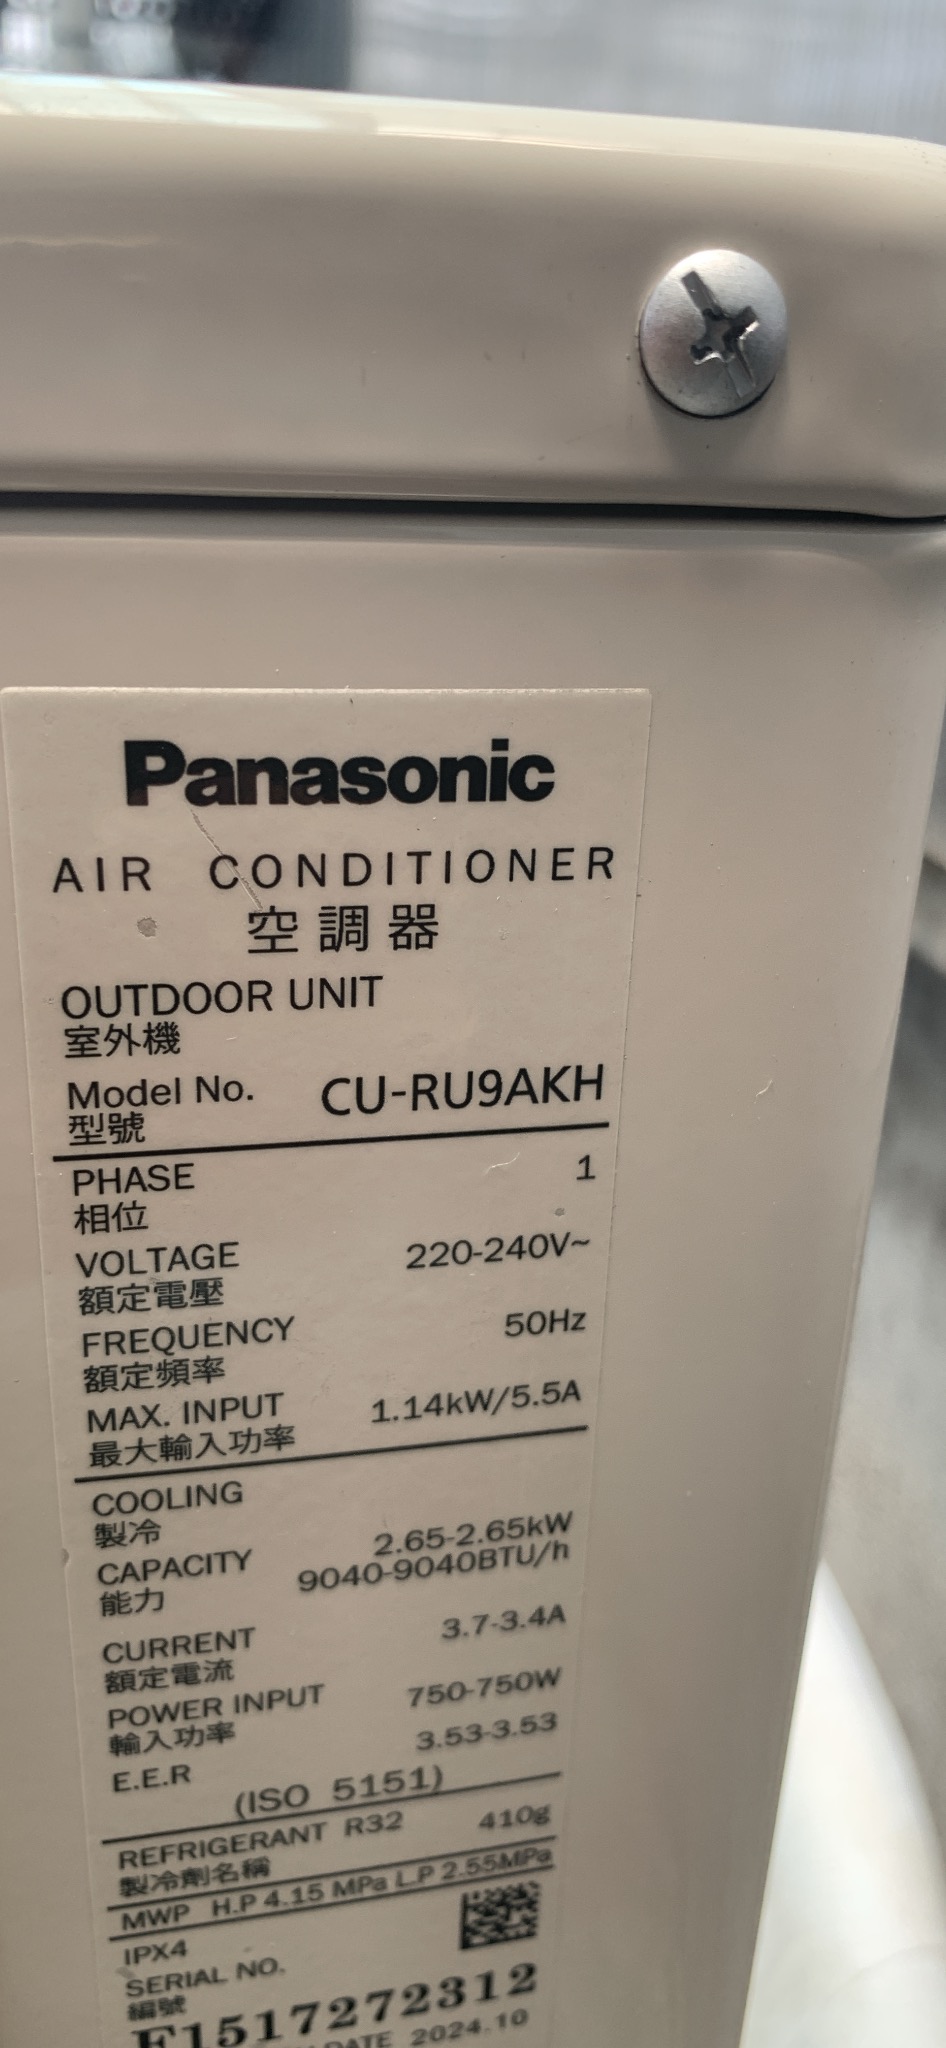 Panasonic
AIR CONDITIONER
空調器
OUTDOOR UNIT
室外機
Model No. CU-RU9AKH
型號
PHASE 1
相位
VOLTAGE 220-240V~
額定電壓
FREQUENCY 50Hz
額定頻率
MAX. INPUT 1.14kW/5.5A
最大輸入功率
COOLING
製冷
CAPACITY 2.65-2.65kW
能力 9040-9040BTU/h
CURRENT 3.7-3.4A
額定電流
POWER INPUT 750-750W
輸入功率
E.E.R 3.53-3.53
(ISO 5151)
REFRIGERANT R32 410g
製冷劑名稱
MWP H.P 4.15 MPa L.P 2.55MPa
IPX4
SERIAL NO.
編號
1517272312
DATE 2024.10